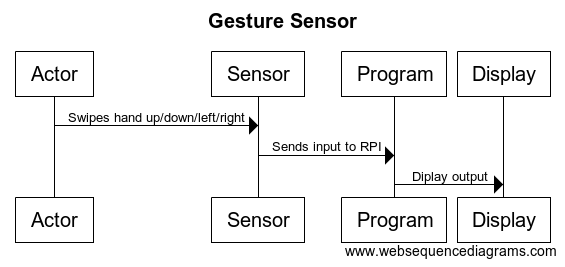 Gesture Sensor
Actor Sensor Program Display
Swipes hand up/down/left/right
Sends input to RPI
Diplay output
Actor Sensor Program Display
www.websequencediagrams.com